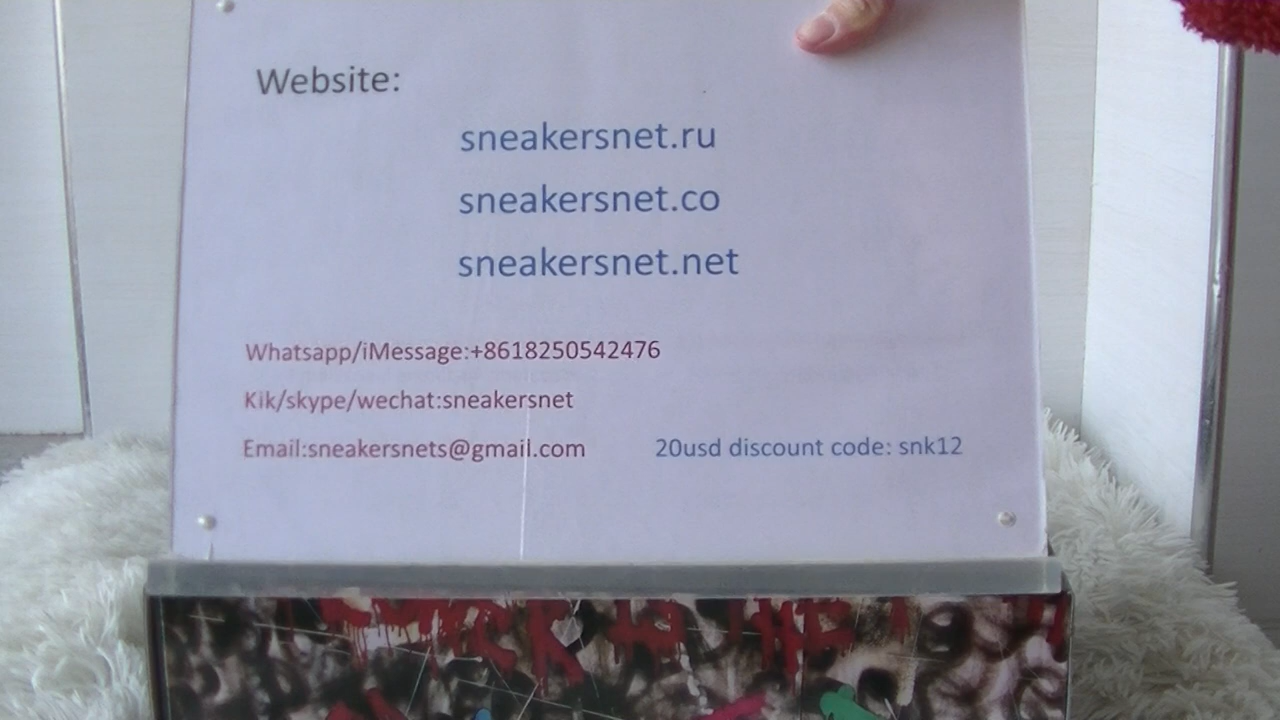 Website:
sneakersnet.ru
sneakersnet.co
sneakersnet.net
Whatsapp/iMessage:+8618250542476
Kik/skype/wechat:sneakersnet
Email:sneakersnets@gmail.com
20usd discount code: snk12